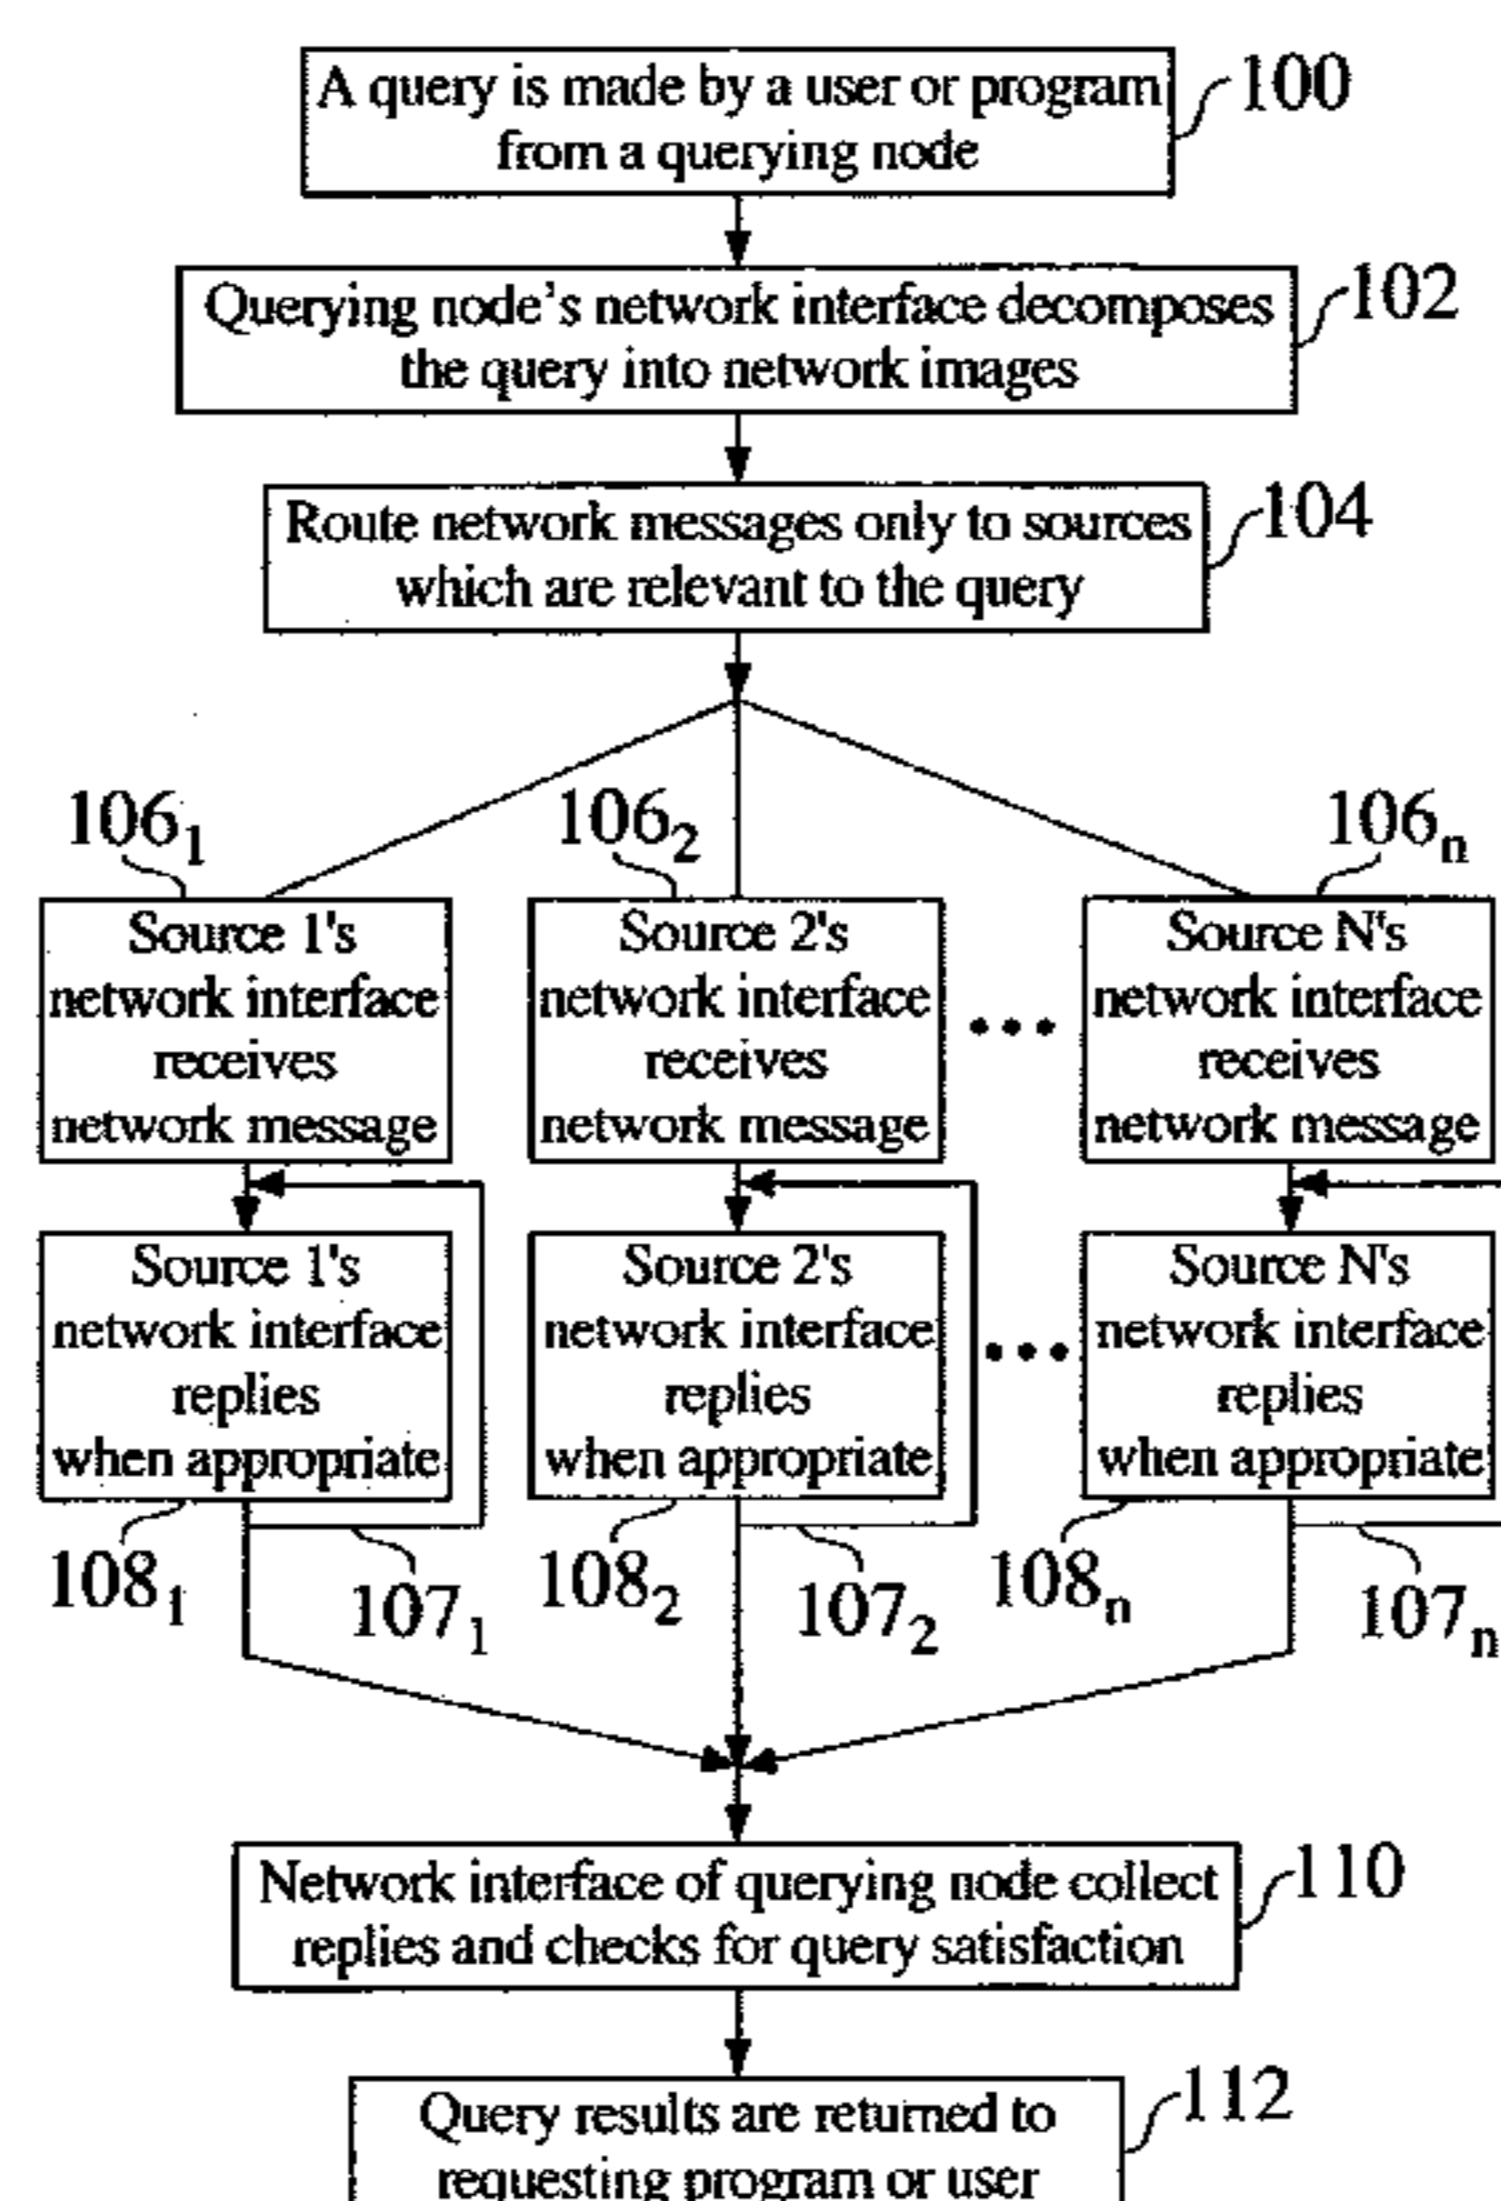 A query is made by a user or program
from a querying node
100
Querying node's network interface decomposes
the query into network images
102
Route network messages only to sources
which are relevant to the query
104
106₁
106₂
106ₙ
Source 1's
network interface
receives
network message
Source 2's
network interface
receives
network message
•••
Source N's
network interface
receives
network message
Source 1's
network interface
replies
when appropriate
Source 2's
network interface
replies
when appropriate
•••
Source N's
network interface
replies
when appropriate
108₁
107₁
108₂
107₂
108ₙ
107ₙ
Network interface of querying node collect
replies and checks for query satisfaction
110
Query results are returned to
requesting program or user
112